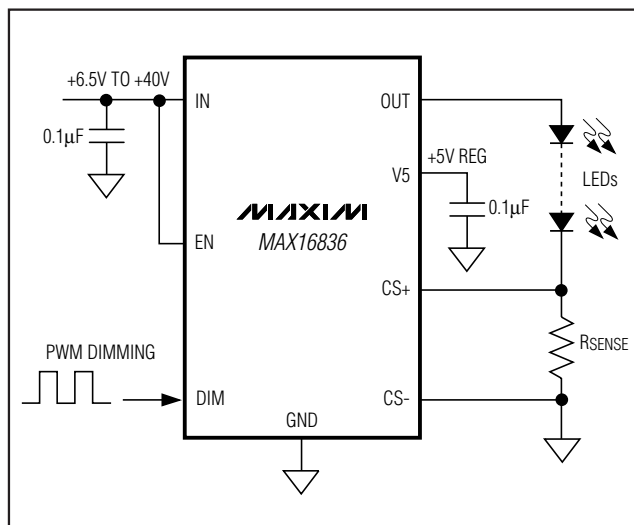 +6.5V TO +40V
IN
OUT
0.1µF
+5V REG
V5
LEDs
0.1µF
MAXIM
MAX16836
EN
CS+
RSENSE
PWM DIMMING
DIM
CS-
GND